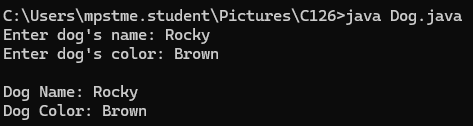 C:\Users\mpstme.student\Pictures\C126>java Dog.java
Enter dog's name: Rocky
Enter dog's color: Brown

Dog Name: Rocky
Dog Color: Brown